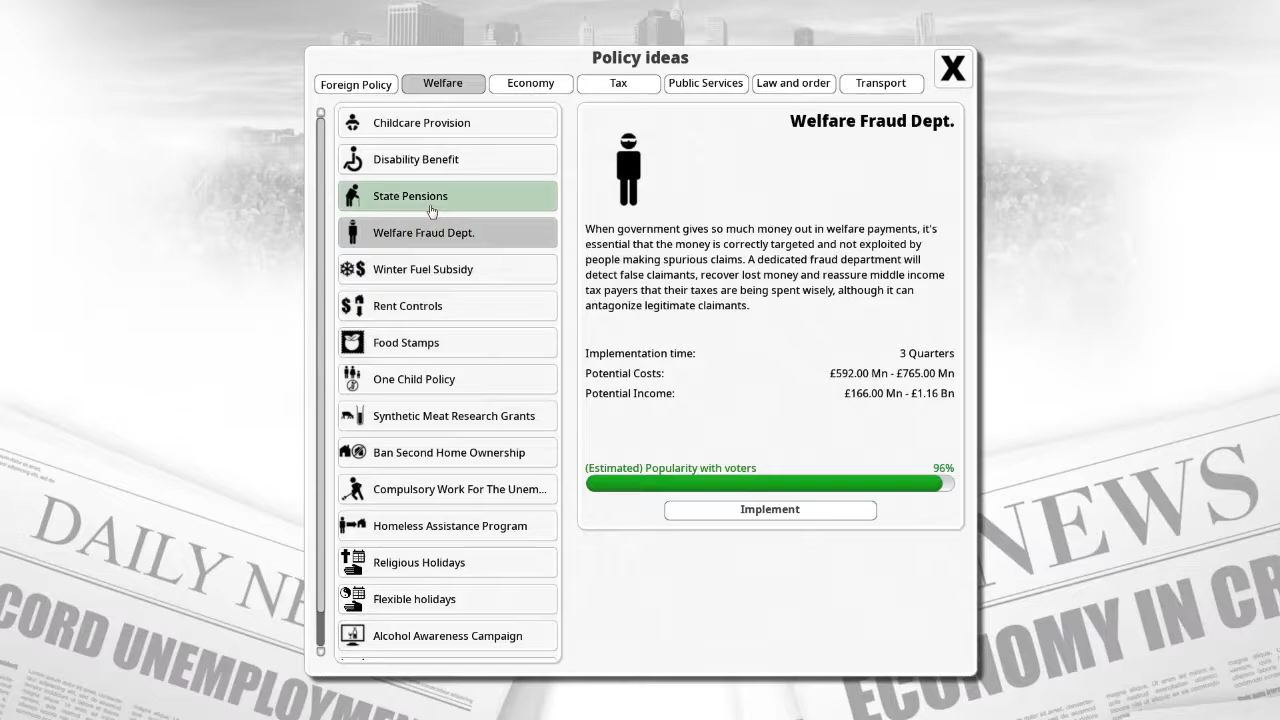 Policy ideas
X
Foreign Policy
Welfare
Economy
Tax
Public Services
Law and order
Transport
Childcare Provision
Disability Benefit
State Pensions
Welfare Fraud Dept.
Winter Fuel Subsidy
Rent Controls
Food Stamps
One Child Policy
Synthetic Meat Research Grants
Ban Second Home Ownership
Compulsory Work For The Unem...
Homeless Assistance Program
Religious Holidays
Flexible holidays
Alcohol Awareness Campaign
Welfare Fraud Dept.
When government gives so much money out in welfare payments, it's
essential that the money is correctly targeted and not exploited by
people making spurious claims. A dedicated fraud department will
detect false claimants, recover lost money and reassure middle income
tax payers that their taxes are being spent wisely, although it can
antagonize legitimate claimants.
Implementation time: 3 Quarters
Potential Costs: £592.00 Mn - £765.00 Mn
Potential Income: £166.00 Mn - £1.16 Bn
(Estimated) Popularity with voters 96%
Implement
DAILY NE
CORD UNEMPLOYM
NEWS
ECONOMY IN CR